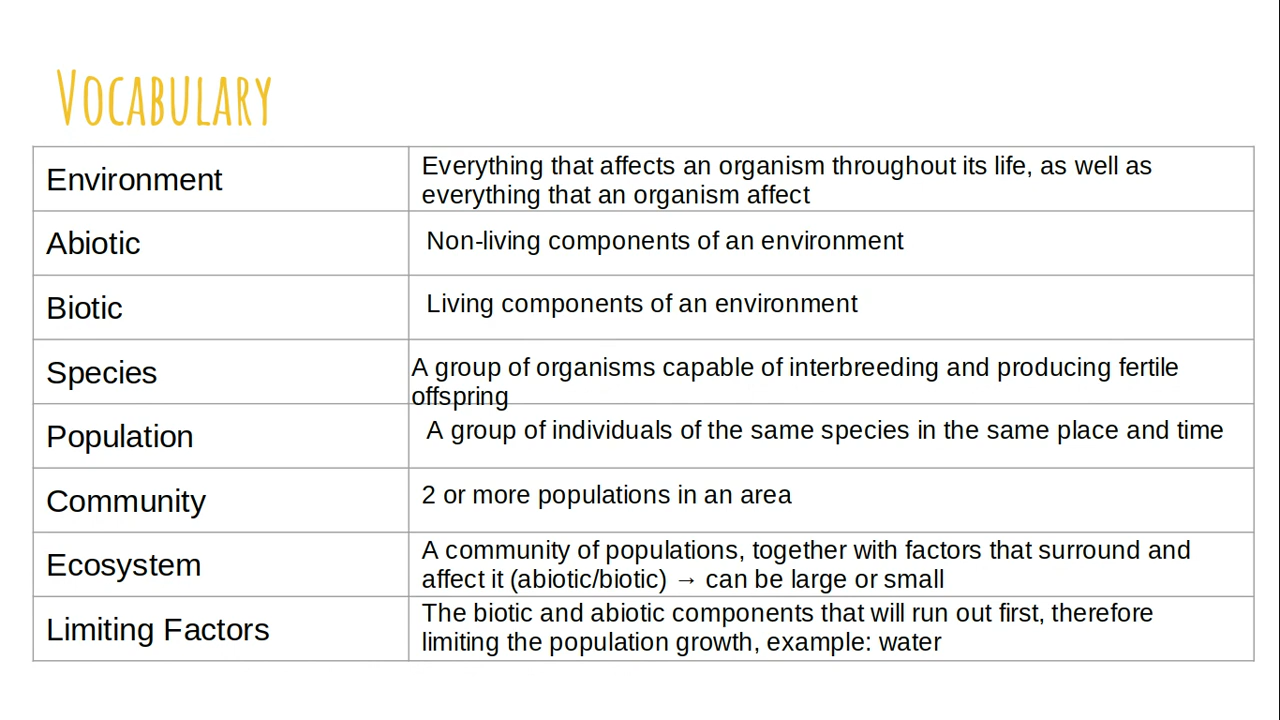 VOCABULARY
Environment
Everything that affects an organism throughout its life, as well as
everything that an organism affect
Abiotic
Non-living components of an environment
Biotic
Living components of an environment
Species
A group of organisms capable of interbreeding and producing fertile
offspring
Population
A group of individuals of the same species in the same place and time
Community
2 or more populations in an area
Ecosystem
A community of populations, together with factors that surround and
affect it (abiotic/biotic) → can be large or small
Limiting Factors
The biotic and abiotic components that will run out first, therefore
limiting the population growth, example: water